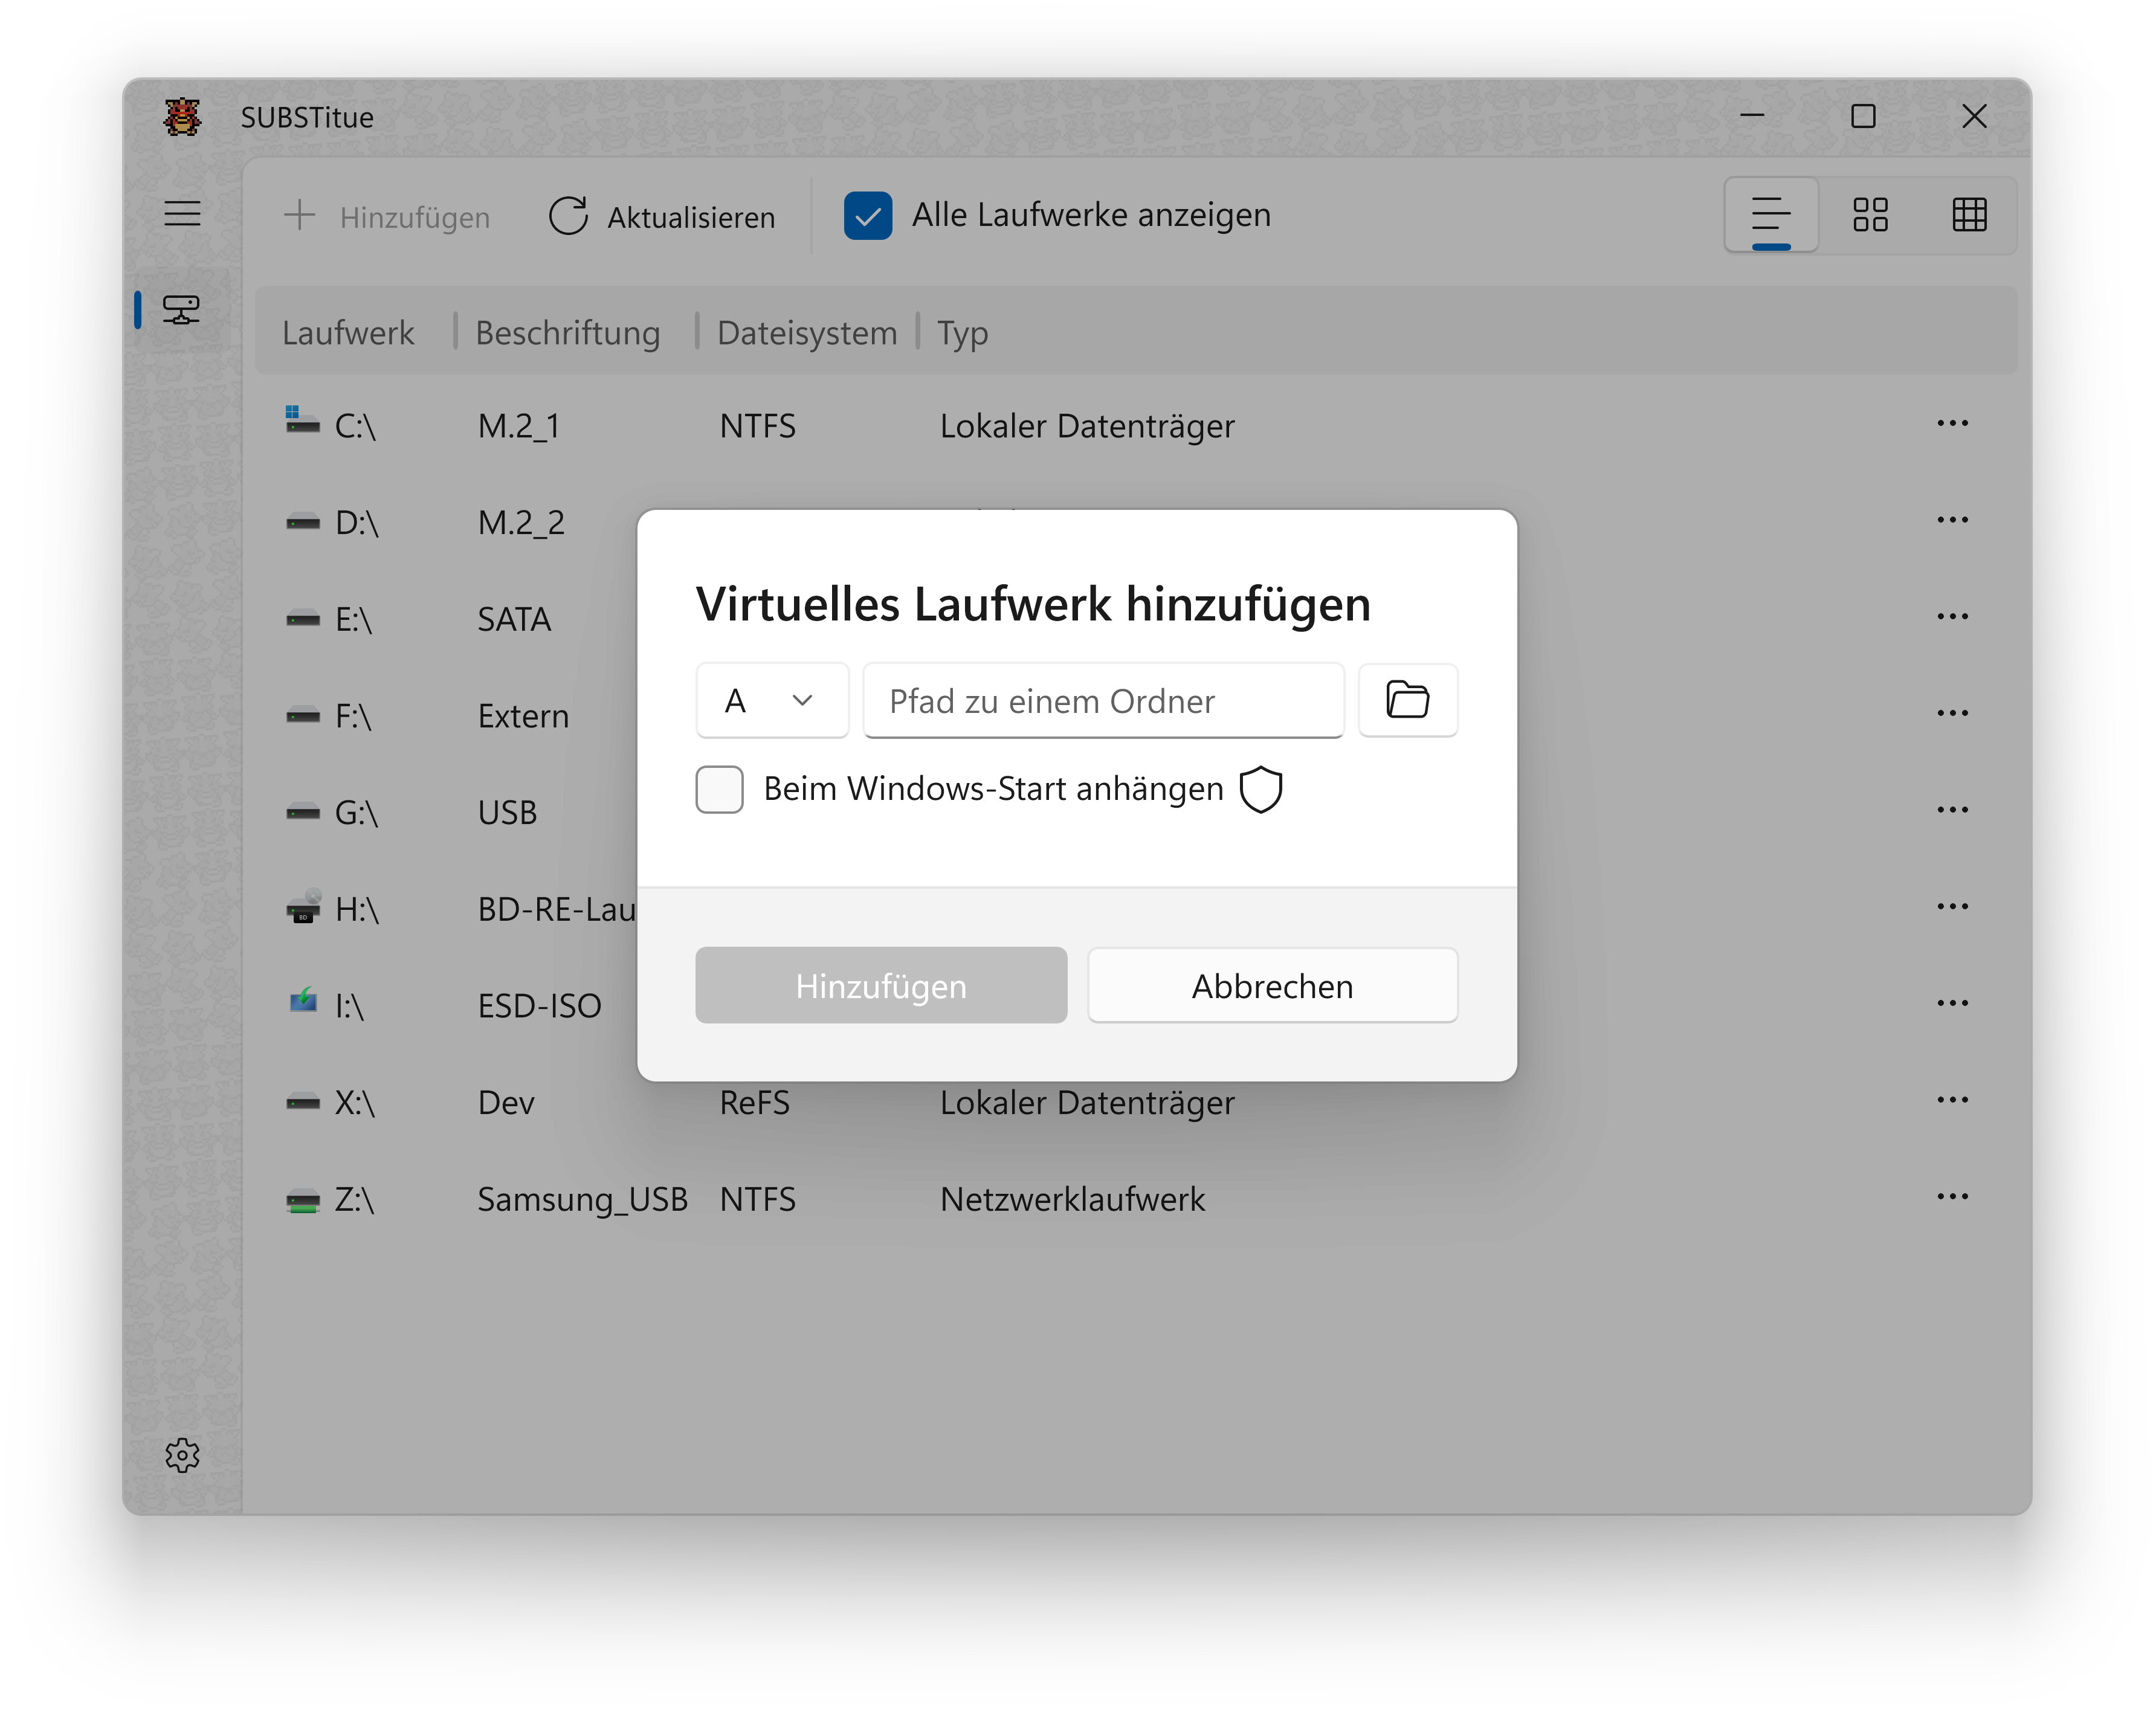 SUBSTitue
Hinzufügen Aktualisieren Alle Laufwerke anzeigen
Laufwerk Beschriftung Dateisystem Typ
C:\ M.2_1 NTFS Lokaler Datenträger
D:\ M.2_2
E:\ SATA
F:\ Extern
G:\ USB
H:\ BD-RE-Lau
I:\ ESD-ISO
X:\ Dev ReFS Lokaler Datenträger
Z:\ Samsung_USB NTFS Netzwerklaufwerk
Virtuelles Laufwerk hinzufügen
A Pfad zu einem Ordner
Beim Windows-Start anhängen
Hinzufügen Abbrechen